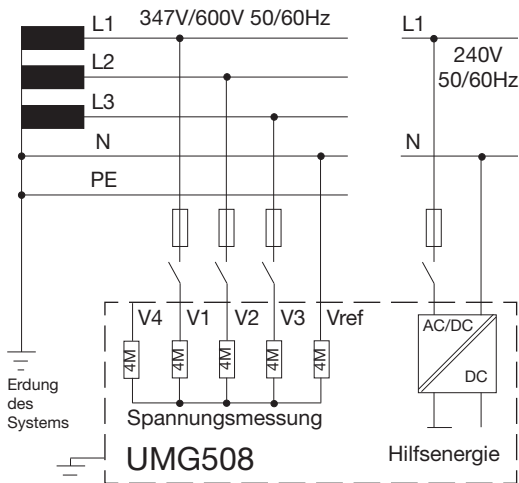 L1 347V/600V 50/60Hz
L1
L2
240V
50/60Hz
L3
N
N
PE
V4 V1 V2 V3 Vref
4M 4M 4M 4M 4M
AC/DC
DC
Erdung
des
Systems
Spannungsmessung
UMG508
Hilfsenergie